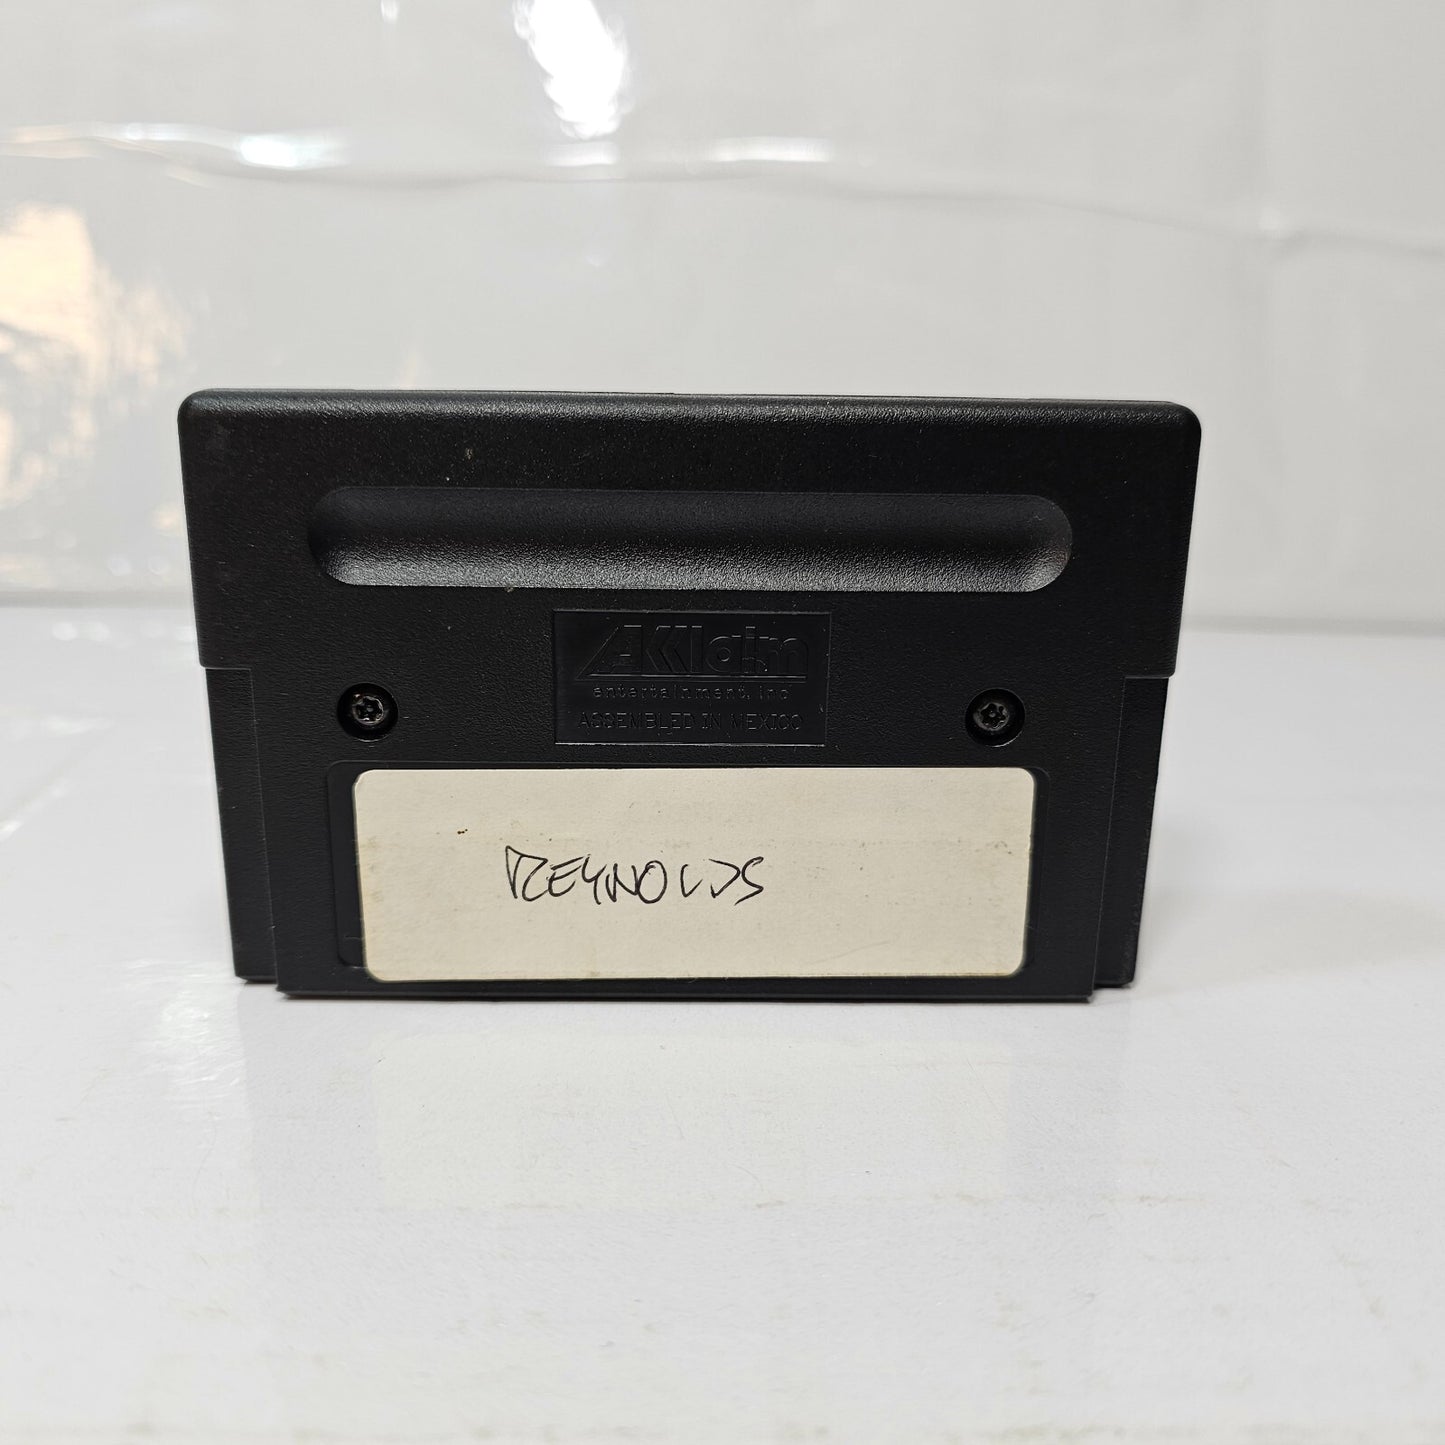 AKKlaim
entertainment, inc
ASSEMBLED IN MEXICO
REYNOLDS